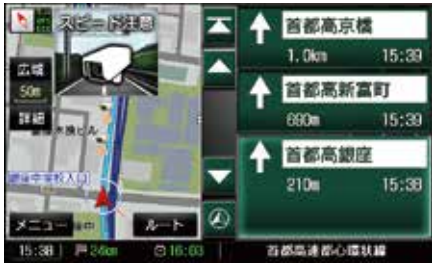 スピード注意
広域
50m
詳細
メニュー
ルート
15:38
24km
16:03
首都高京橋
1.0km
15:39
首都高新富町
690m
15:39
首都高銀座
210m
15:38
首都高速都心環状線